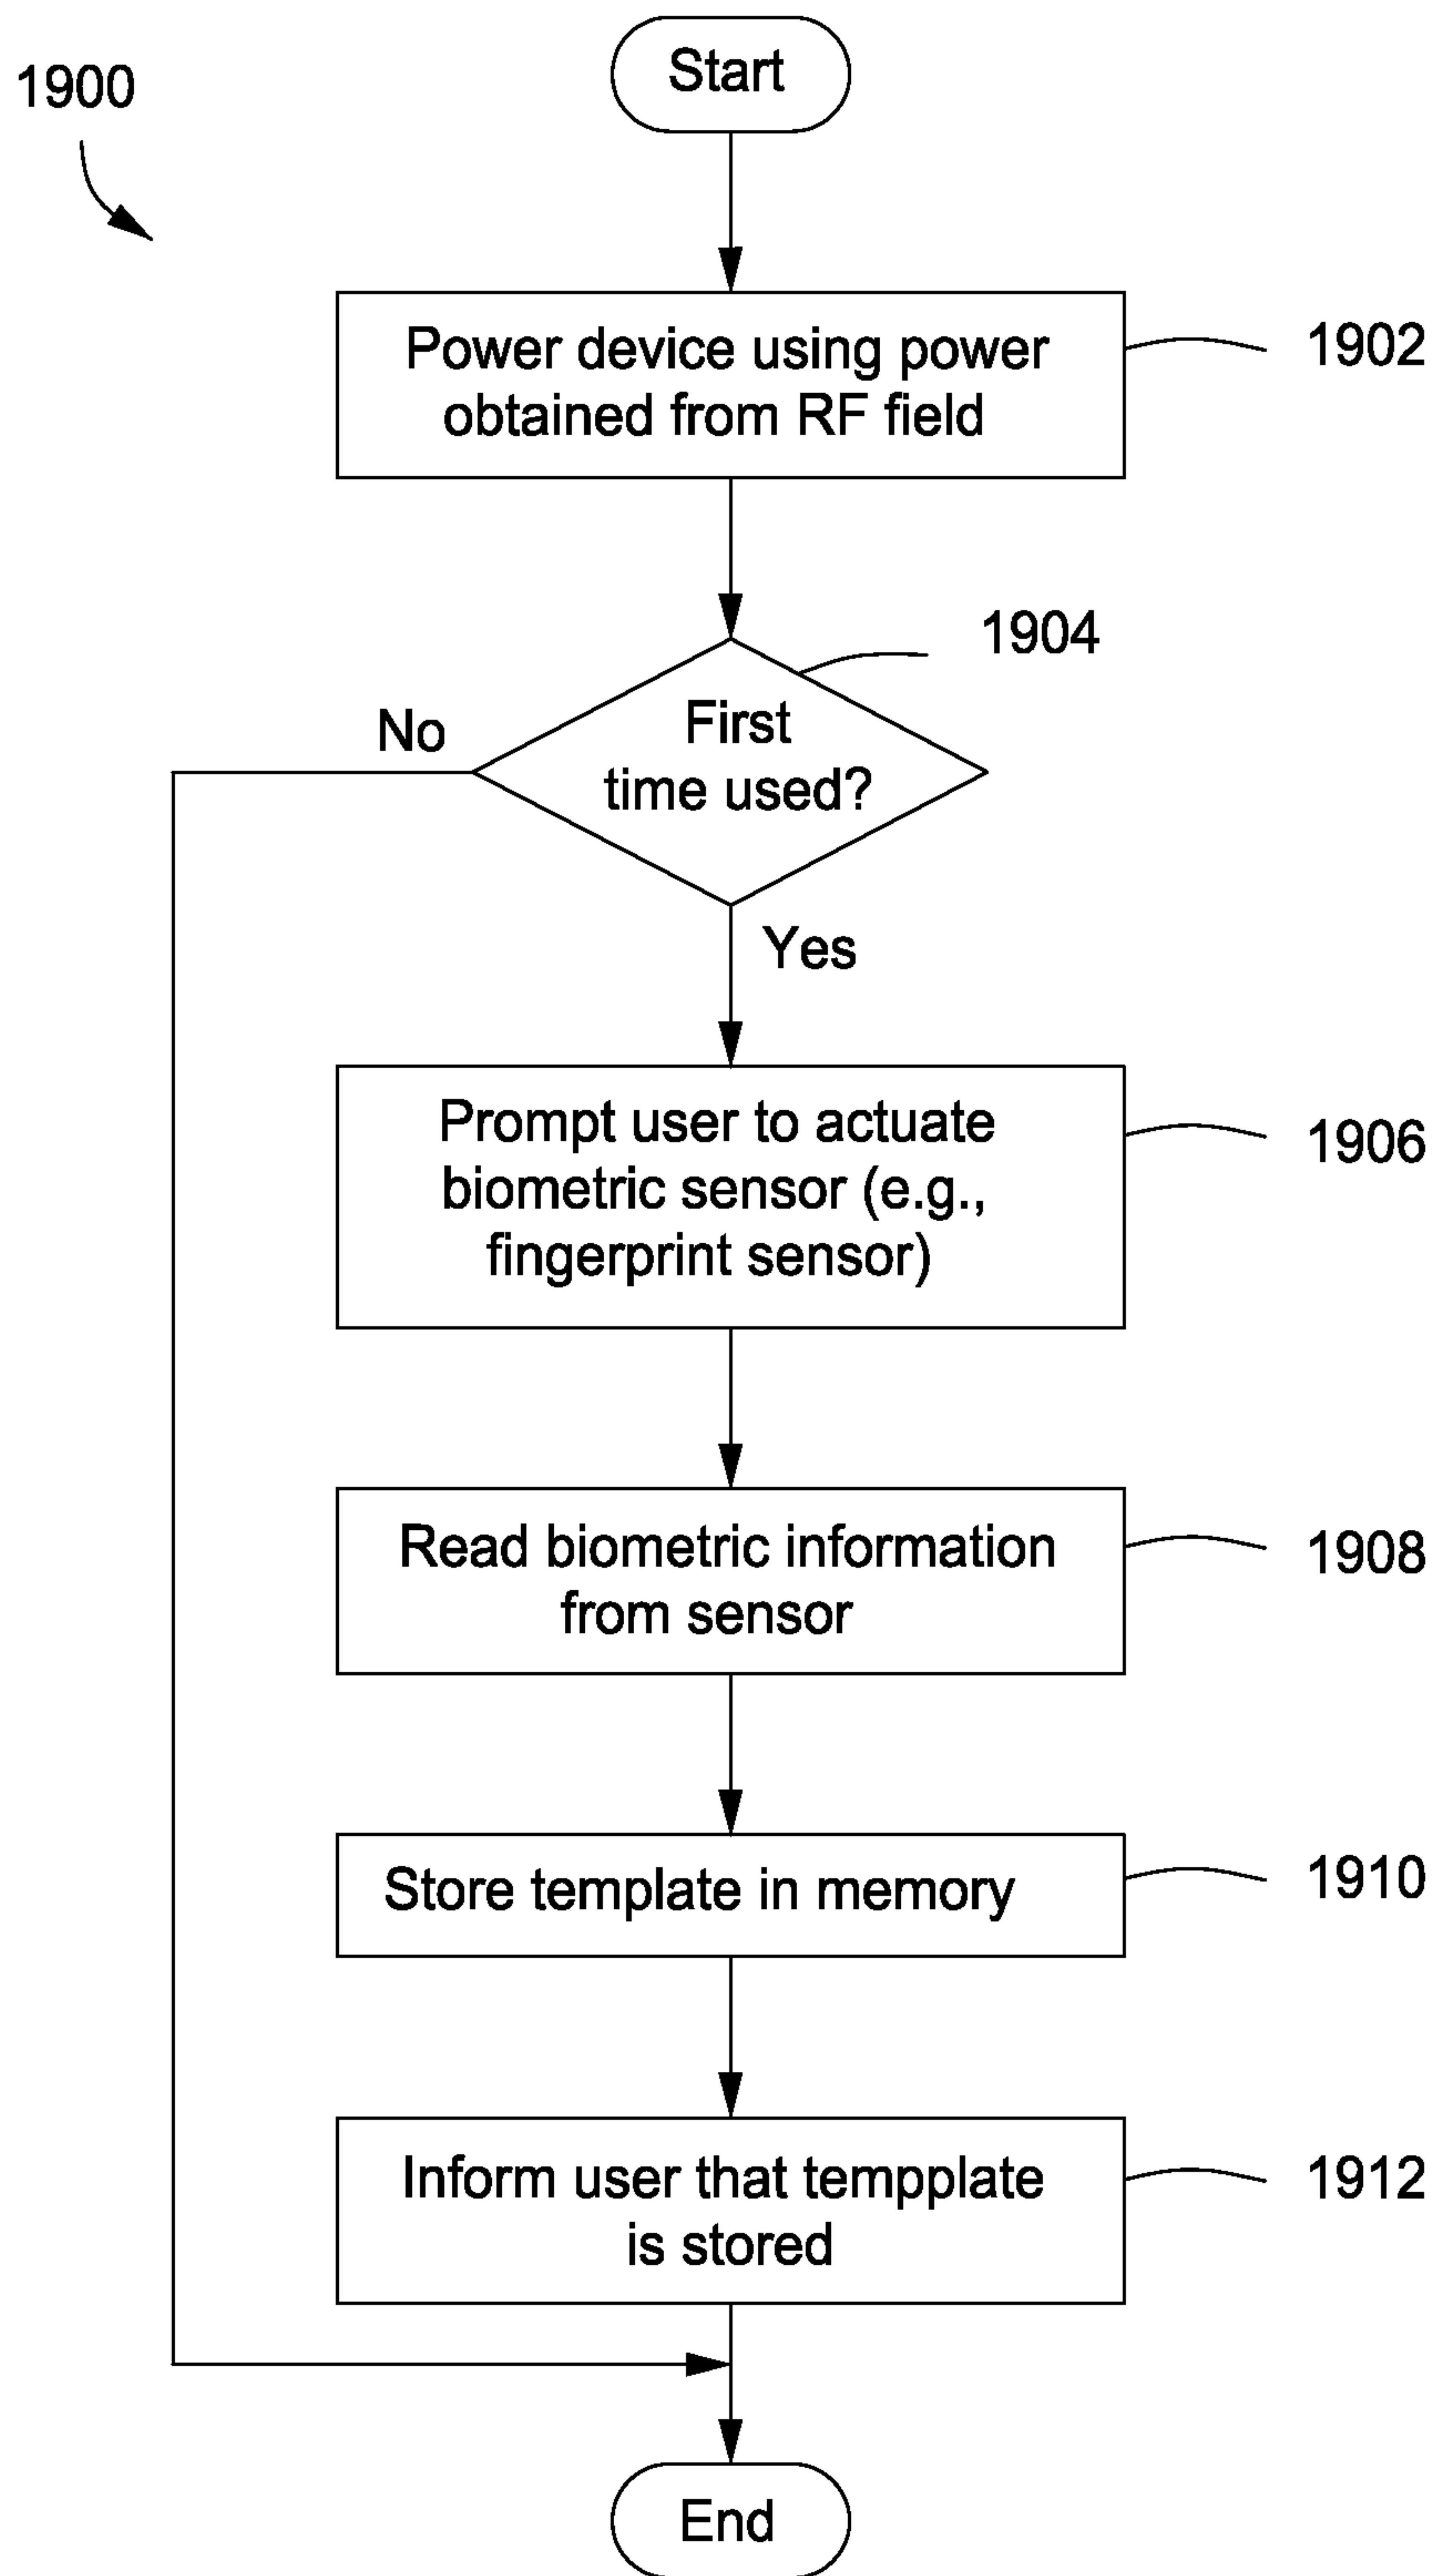 1900
Start
Power device using power
obtained from RF field
1902
1904
First
time used?
No
Yes
Prompt user to actuate
biometric sensor (e.g.,
fingerprint sensor)
1906
Read biometric information
from sensor
1908
Store template in memory
1910
Inform user that tempplate
is stored
1912
End